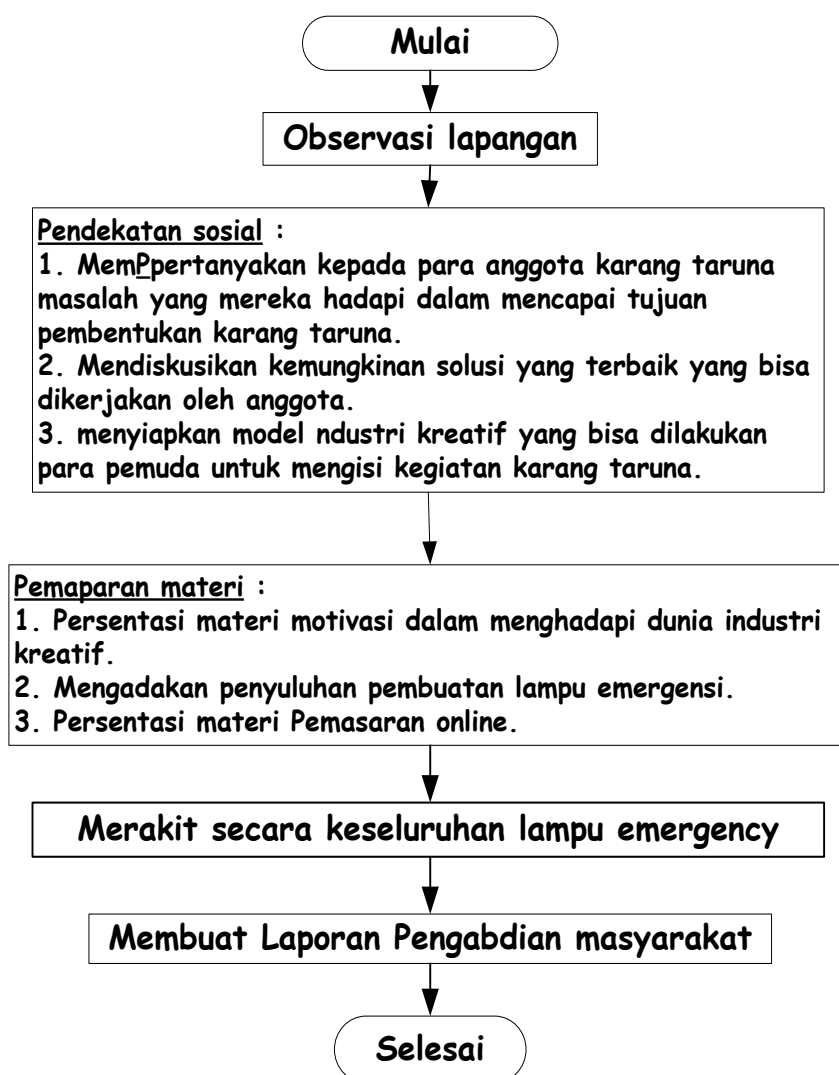 Mulai
Observasi lapangan
Pendekatan sosial :
1. MemPpertanyakan kepada para anggota karang taruna
masalah yang mereka hadapi dalam mencapai tujuan
pembentukan karang taruna.
2. Mendiskusikan kemungkinan solusi yang terbaik yang bisa
dikerjakan oleh anggota.
3. menyiapkan model ndustri kreatif yang bisa dilakukan
para pemuda untuk mengisi kegiatan karang taruna.
Pemaparan materi :
1. Persentasi materi motivasi dalam menghadapi dunia industri
kreatif.
2. Mengadakan penyuluhan pembuatan lampu emergensi.
3. Persentasi materi Pemasaran online.
Merakit secara keseluruhan lampu emergency
Membuat Laporan Pengabdian masyarakat
Selesai